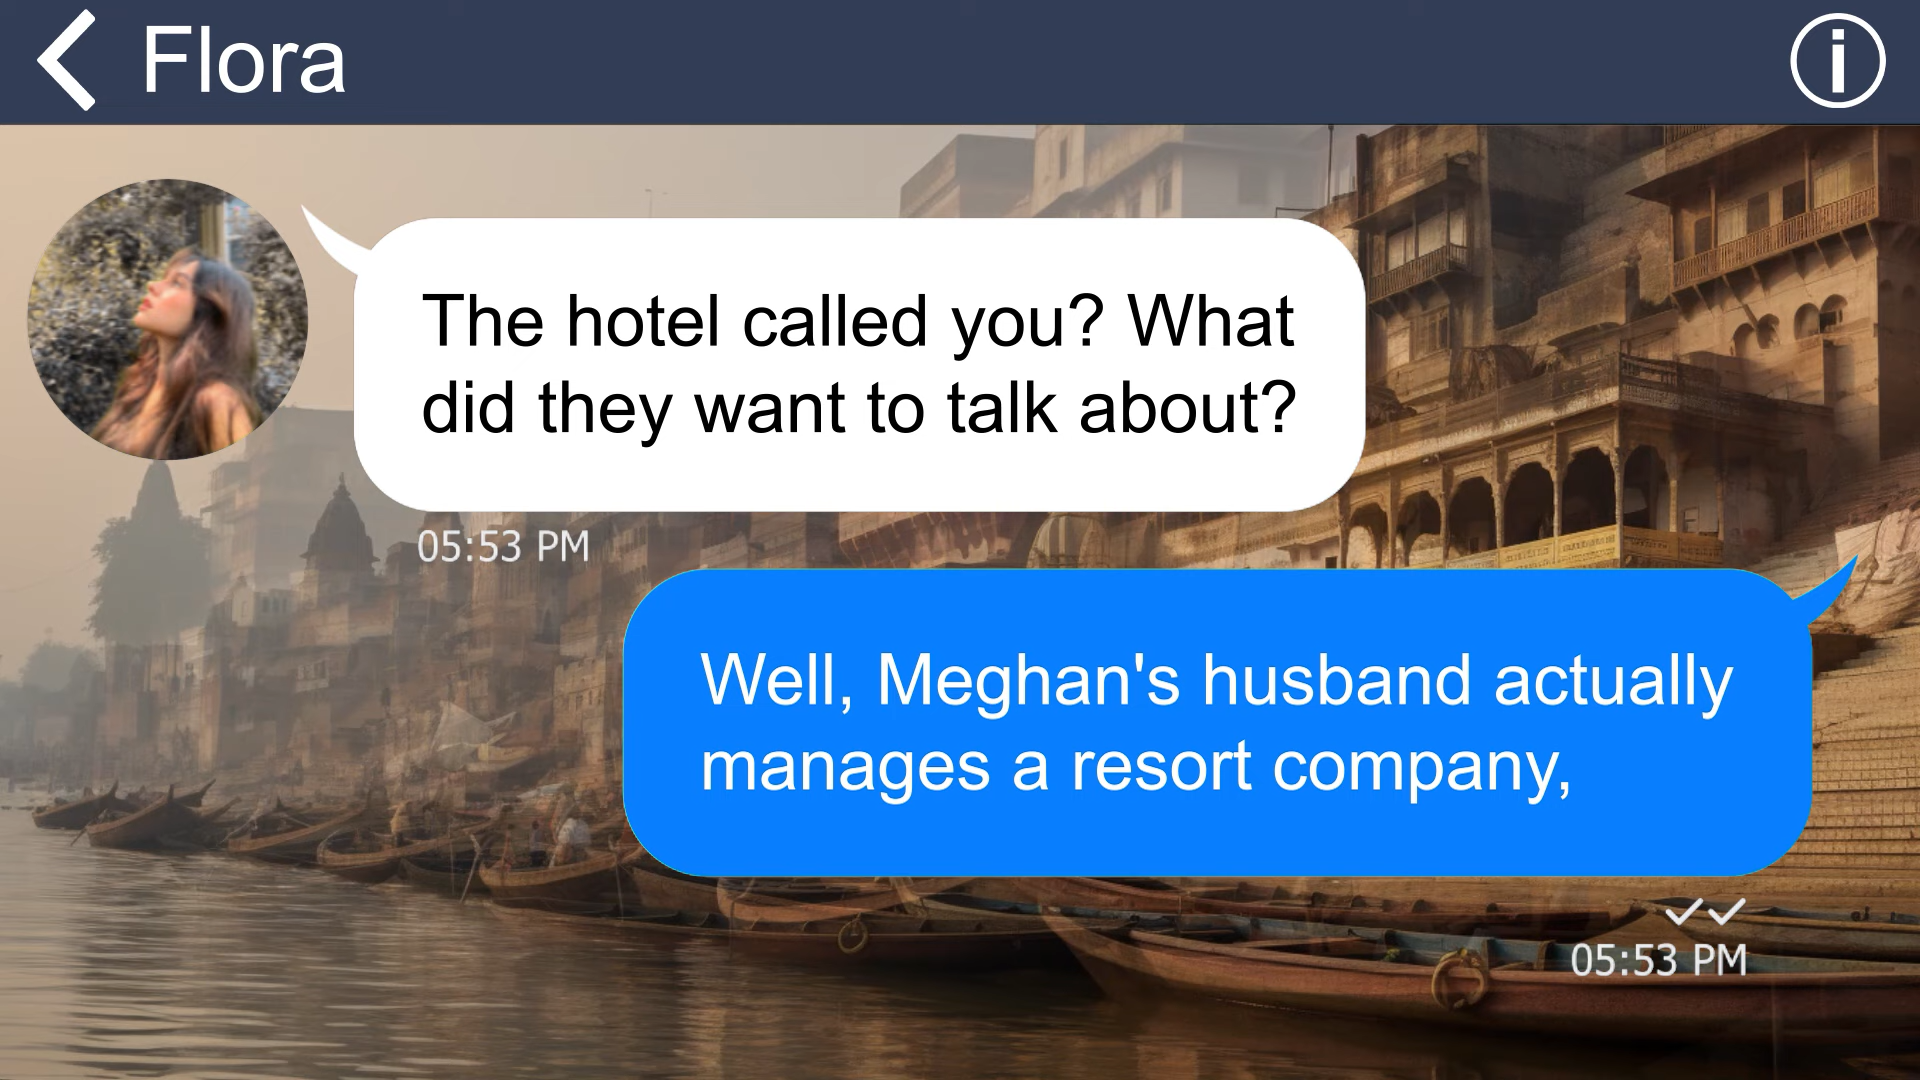 Flora
The hotel called you? What
did they want to talk about?
05:53 PM
Well, Meghan's husband actually
manages a resort company,
05:53 PM